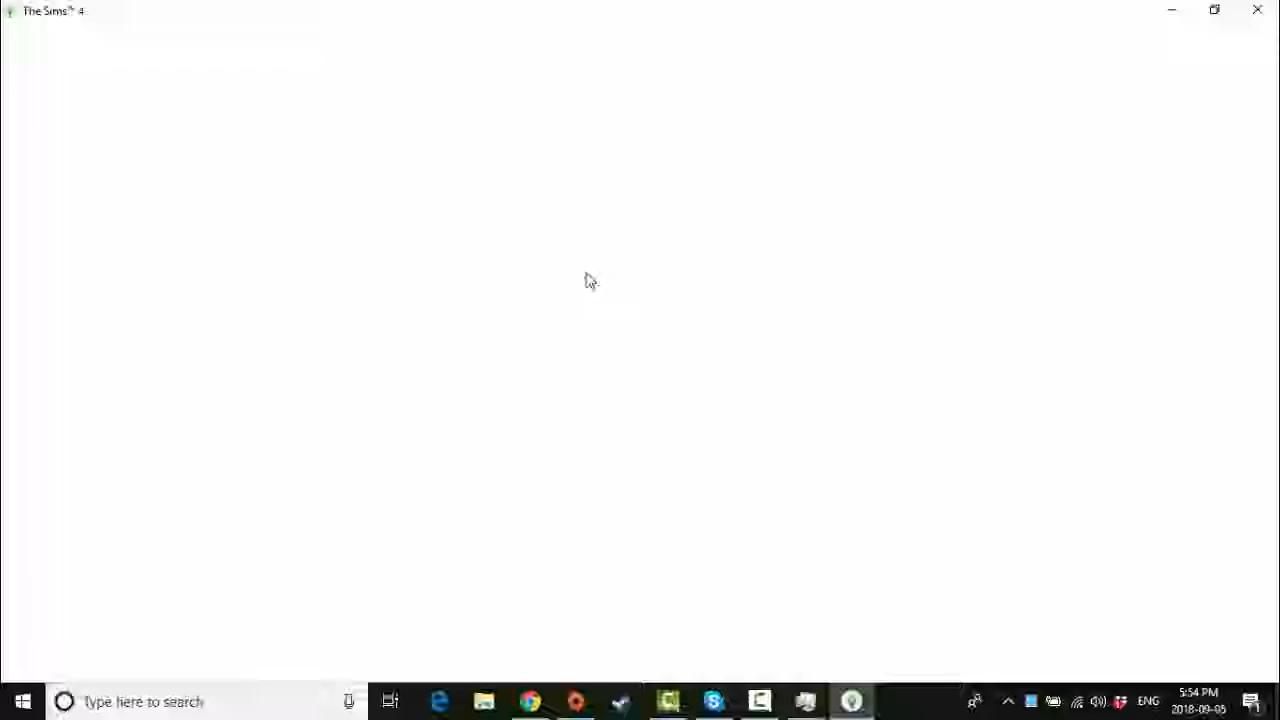 The Sims™ 4
Type here to search
ENG
5:54 PM
2018-09-05